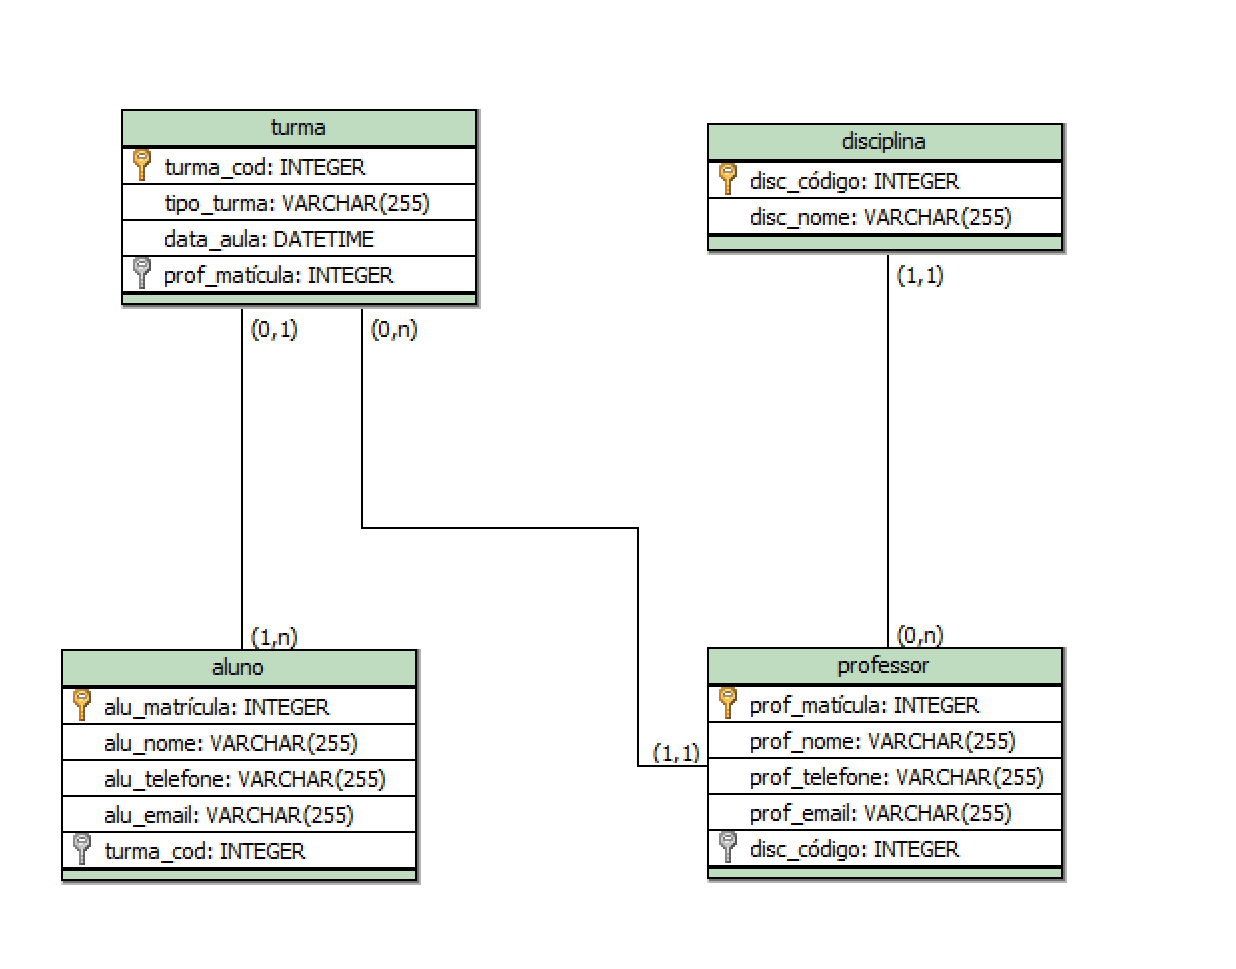 turma
turma_cod: INTEGER
tipo_turma: VARCHAR(255)
data_aula: DATETIME
prof_matícula: INTEGER
(0,1)
(0,n)
disciplina
disc_código: INTEGER
disc_nome: VARCHAR(255)
(1,1)
(1,n)
aluno
alu_matrícula: INTEGER
alu_nome: VARCHAR(255)
alu_telefone: VARCHAR(255)
alu_email: VARCHAR(255)
turma_cod: INTEGER
(0,n)
(1,1)
professor
prof_matícula: INTEGER
prof_nome: VARCHAR(255)
prof_telefone: VARCHAR(255)
prof_email: VARCHAR(255)
disc_código: INTEGER